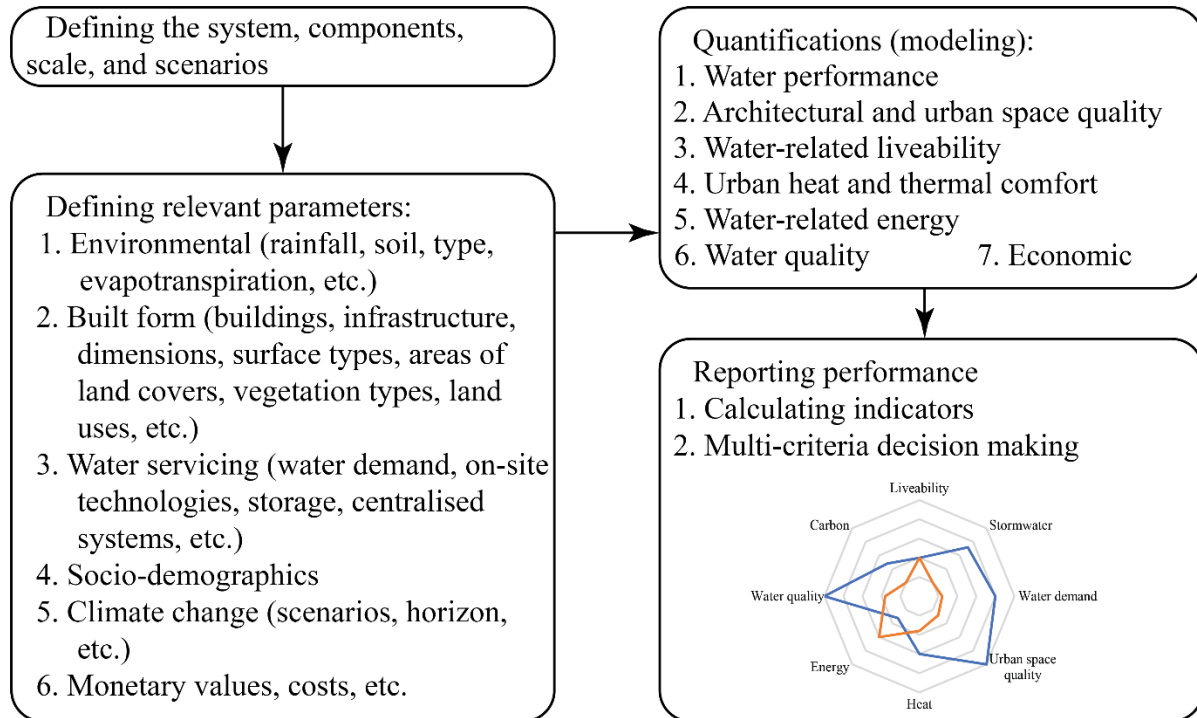 Defining the system, components,
scale, and scenarios
Defining relevant parameters:
1. Environmental (rainfall, soil, type,
evapotranspiration, etc.)
2. Built form (buildings, infrastructure,
dimensions, surface types, areas of
land covers, vegetation types, land
uses, etc.)
3. Water servicing (water demand, on-site
technologies, storage, centralised
systems, etc.)
4. Socio-demographics
5. Climate change (scenarios, horizon,
etc.)
6. Monetary values, costs, etc.
Quantifications (modeling):
1. Water performance
2. Architectural and urban space quality
3. Water-related liveability
4. Urban heat and thermal comfort
5. Water-related energy
6. Water quality 7. Economic
Reporting performance
1. Calculating indicators
2. Multi-criteria decision making
Liveability
Carbon
Stormwater
Water quality
Water demand
Energy
Urban space
quality
Heat